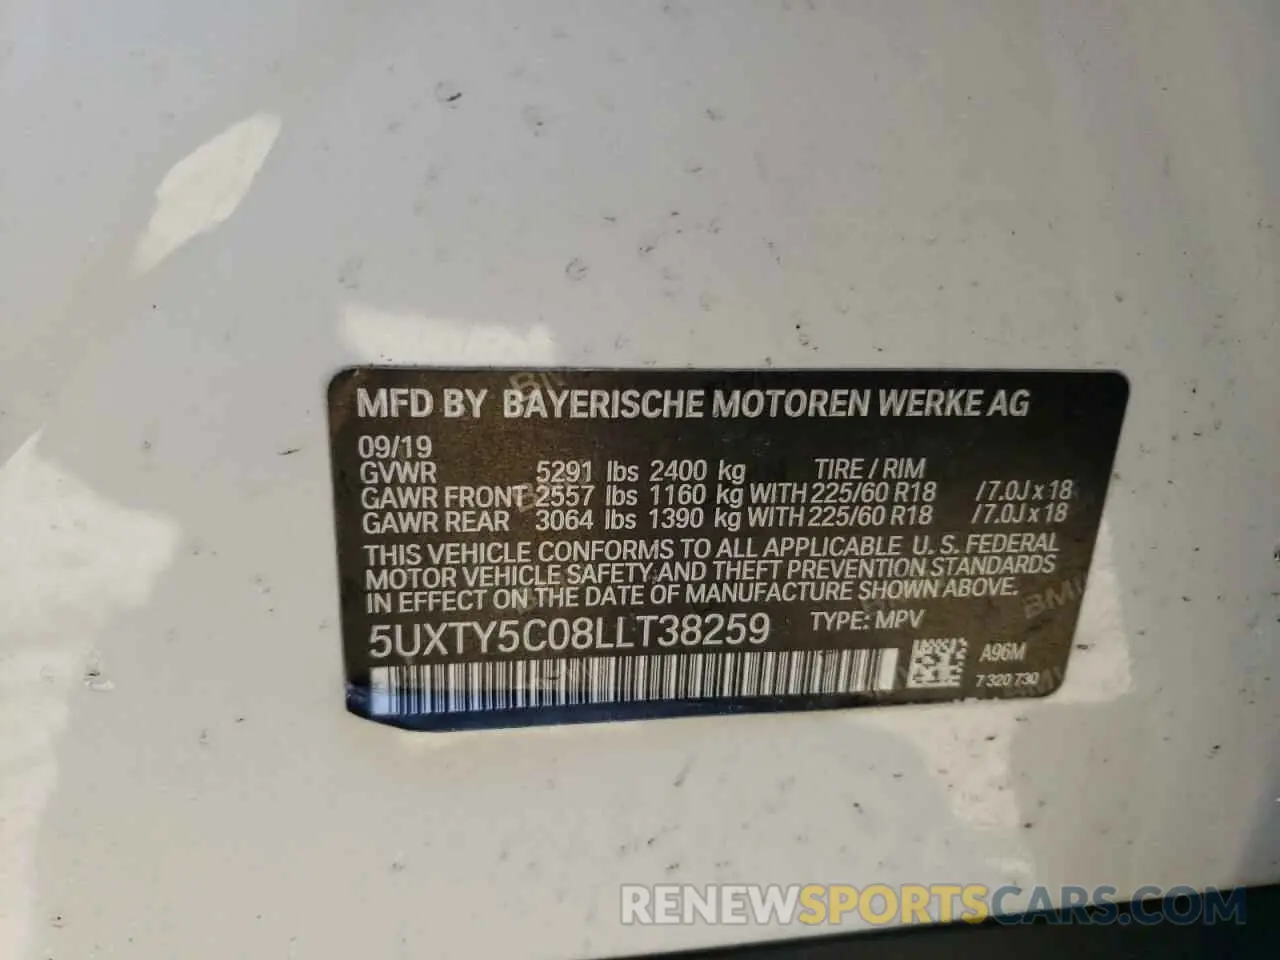 MFD BY BAYERISCHE MOTOREN WERKE AG
09/19
GVWR 5291 lbs 2400 kg TIRE / RIM
GAWR FRONT 2557 lbs 1160 kg WITH 225/60 R18 /7.0J x 18
GAWR REAR 3064 lbs 1390 kg WITH 225/60 R18 /7.0J x 18
THIS VEHICLE CONFORMS TO ALL APPLICABLE U. S. FEDERAL
MOTOR VEHICLE SAFETY AND THEFT PREVENTION STANDARDS
IN EFFECT ON THE DATE OF MANUFACTURE SHOWN ABOVE.
5UXTY5C08LLT38259 TYPE: MPV
A96M
7 320 730
RENEWSPORTSCARS.COM